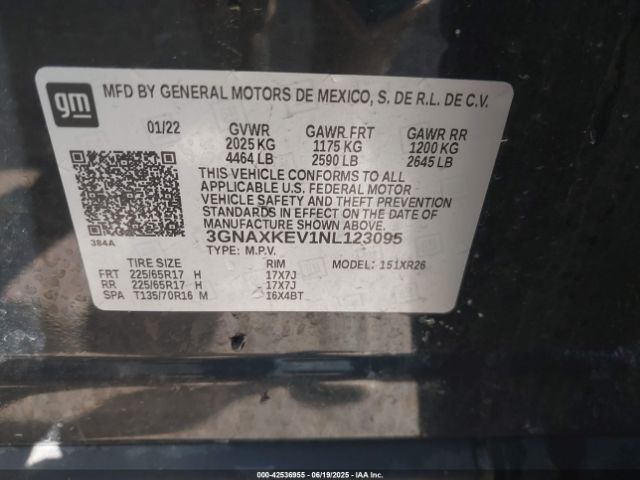 gm
MFD BY GENERAL MOTORS DE MEXICO, S. DE R.L. DE C.V.
01/22 GVWR GAWR FRT GAWR RR
2025 KG 1175 KG 1200 KG
4464 LB 2590 LB 2645 LB
THIS VEHICLE CONFORMS TO ALL
APPLICABLE U.S. FEDERAL MOTOR
VEHICLE SAFETY AND THEFT PREVENTION
STANDARDS IN EFFECT ON THE DATE OF
MANUFACTURE SHOWN ABOVE.
384A 3GNAXKEV1NL123095
TYPE: M.P.V.
TIRE SIZE RIM MODEL: 151XR26
FRT 225/65R17 H 17X7J
RR 225/65R17 H 17X7J
SPA T135/70R16 M 16X4BT
000-42536955 - 06/19/2025 - IAA Inc.